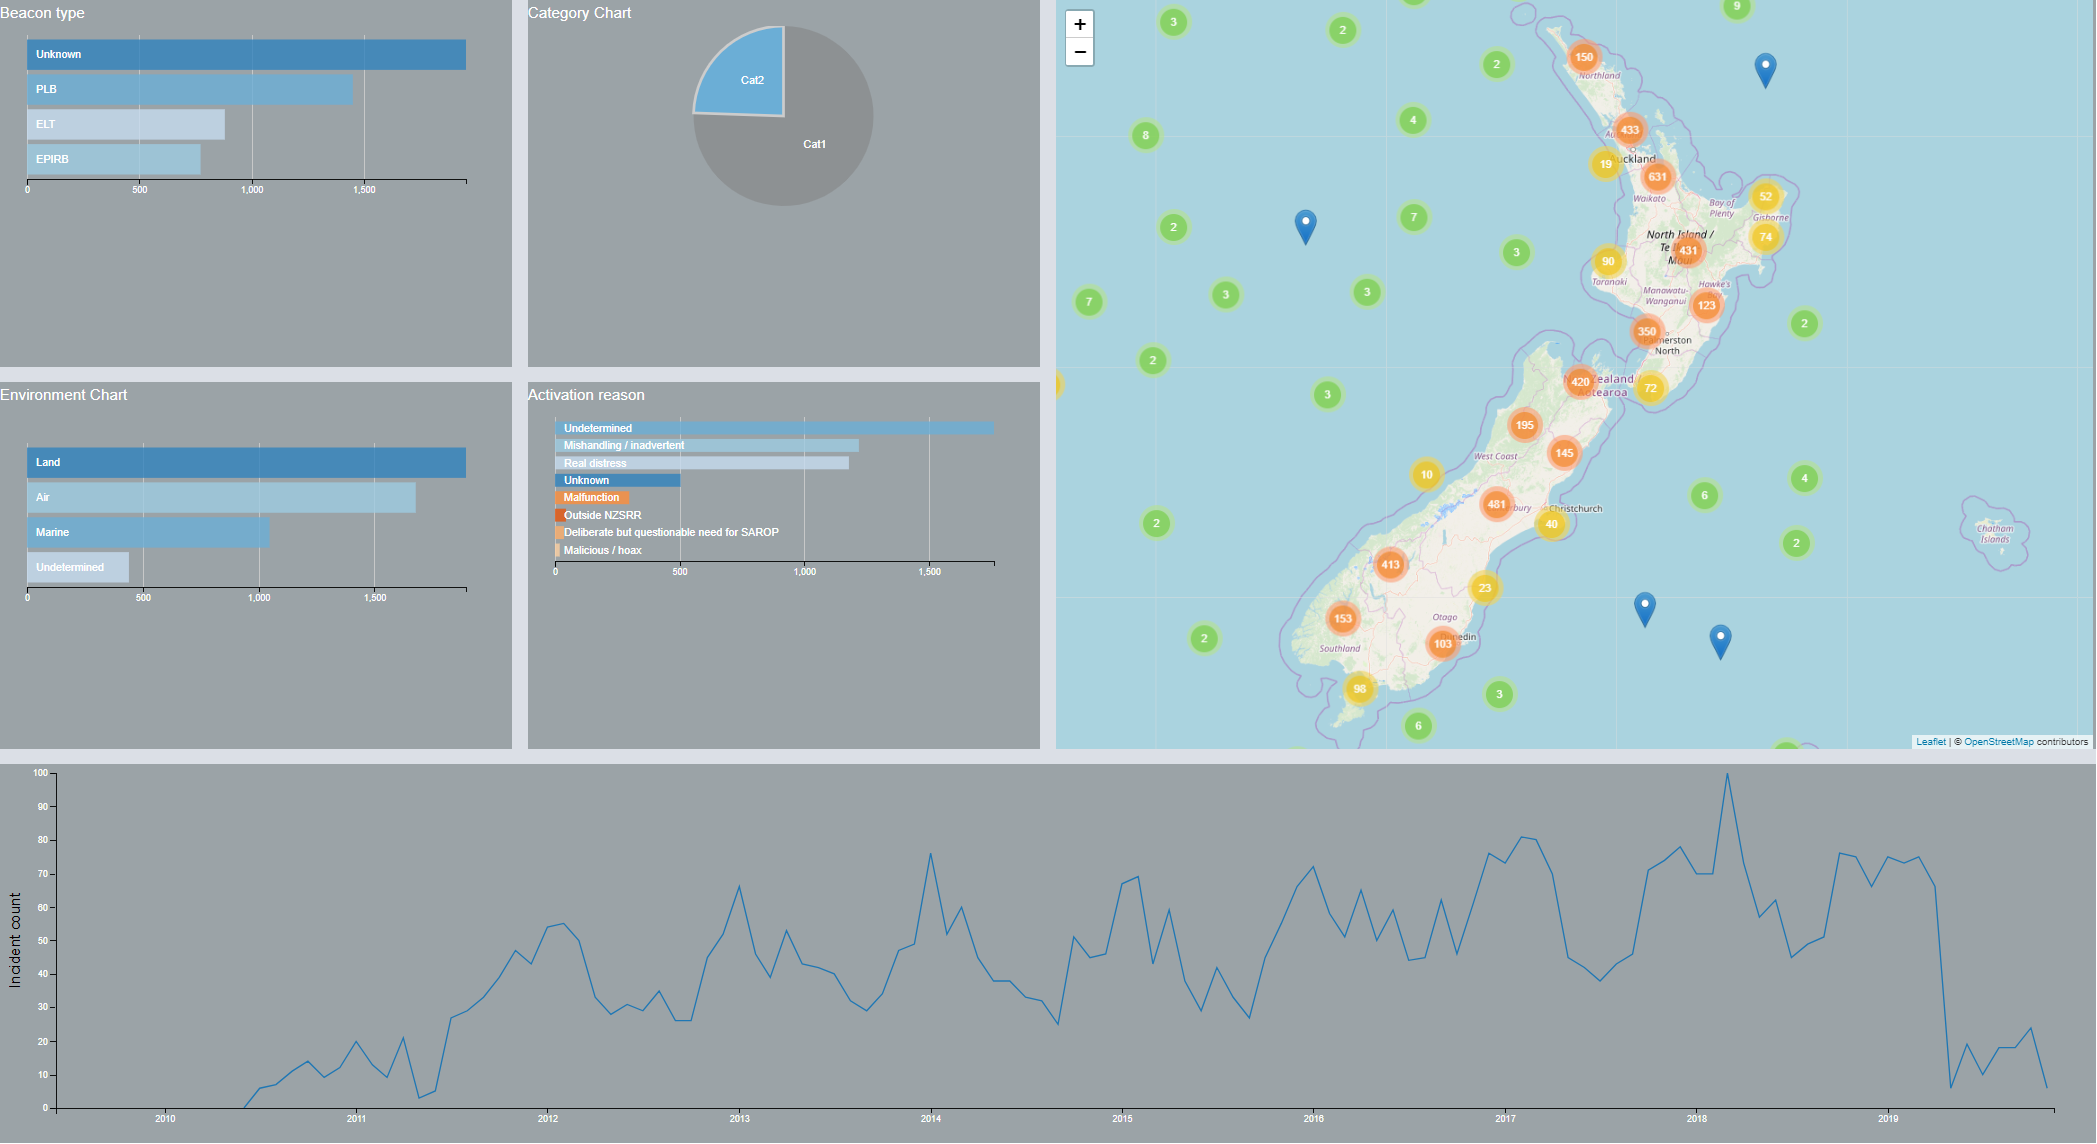 Beacon type
Unknown
PLB
ELT
EPIRB
0 500 1,000 1,500
Category Chart
Cat2
Cat1
Environment Chart
Land
Air
Marine
Undetermined
0 500 1,000 1,500
Activation reason
Undetermined
Mishandling / inadvertent
Real distress
Unknown
Malfunction
Outside NZSRR
Deliberate but questionable need for SAROP
Malicious / hoax
0 500 1,000 1,500
+
−
3
2
9
2
150
Northland
4
433
8
19
Auckland
631
52
Waikato
Bay of
Plenty
Gisborne
7
2
74
North Island /
431
3
90
Taranaki
Hawke's
Manawatu-
Wanganui
7
3
3
123
2
350
Palmerston
North
2
420
72
Aotearoa
3
195
145
West Coast
10
4
6
481
40
Christchurch
2
2
Chatham
Islands
413
23
153
Otago
103
Southland
2
98
3
6
Leaflet | © OpenStreetMap contributors
Incident count
100
90
80
70
60
50
40
30
20
10
0
2010 2011 2012 2013 2014 2015 2016 2017 2018 2019